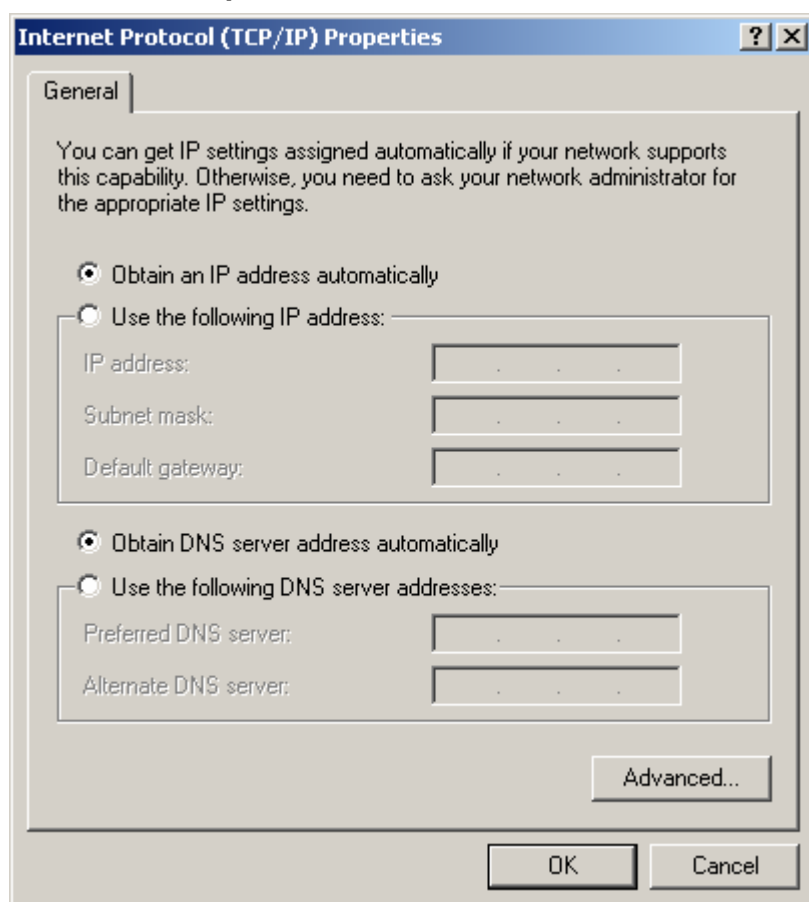 Internet Protocol (TCP/IP) Properties
General
You can get IP settings assigned automatically if your network supports
this capability. Otherwise, you need to ask your network administrator for
the appropriate IP settings.
Obtain an IP address automatically
Use the following IP address:
IP address:
Subnet mask:
Default gateway:
Obtain DNS server address automatically
Use the following DNS server addresses:
Preferred DNS server:
Alternate DNS server:
Advanced...
OK Cancel